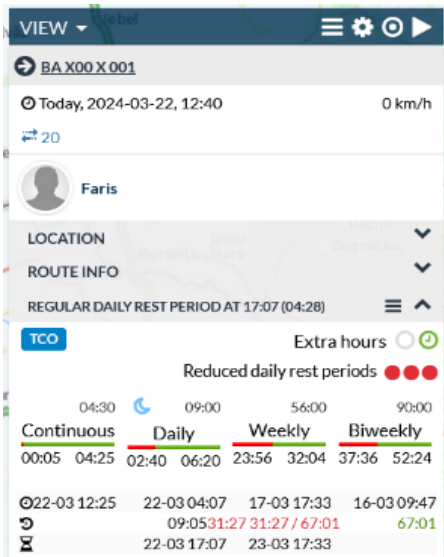 VIEW
BA X00 X 001
Today, 2024-03-22, 12:40 0 km/h
20
Faris
LOCATION
ROUTE INFO
REGULAR DAILY REST PERIOD AT 17:07 (04:28)
TCO Extra hours
Reduced daily rest periods
04:30 09:00 56:00 90:00
Continuous Daily Weekly Biweekly
00:05 04:25 02:40 06:20 23:56 32:04 37:36 52:24
22-03 12:25 22-03 04:07 17-03 17:33 16-03 09:47
09:05 31:27 31:27 / 67:01 67:01
22-03 17:07 23-03 17:33